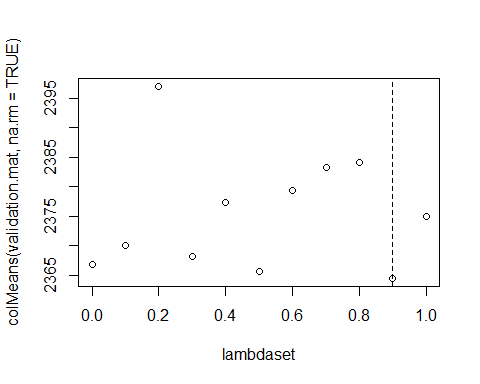 colMeans(validation.mat, na.rm = TRUE)
2395
2385
2375
2365
0.0 0.2 0.4 0.6 0.8 1.0
lambdaset